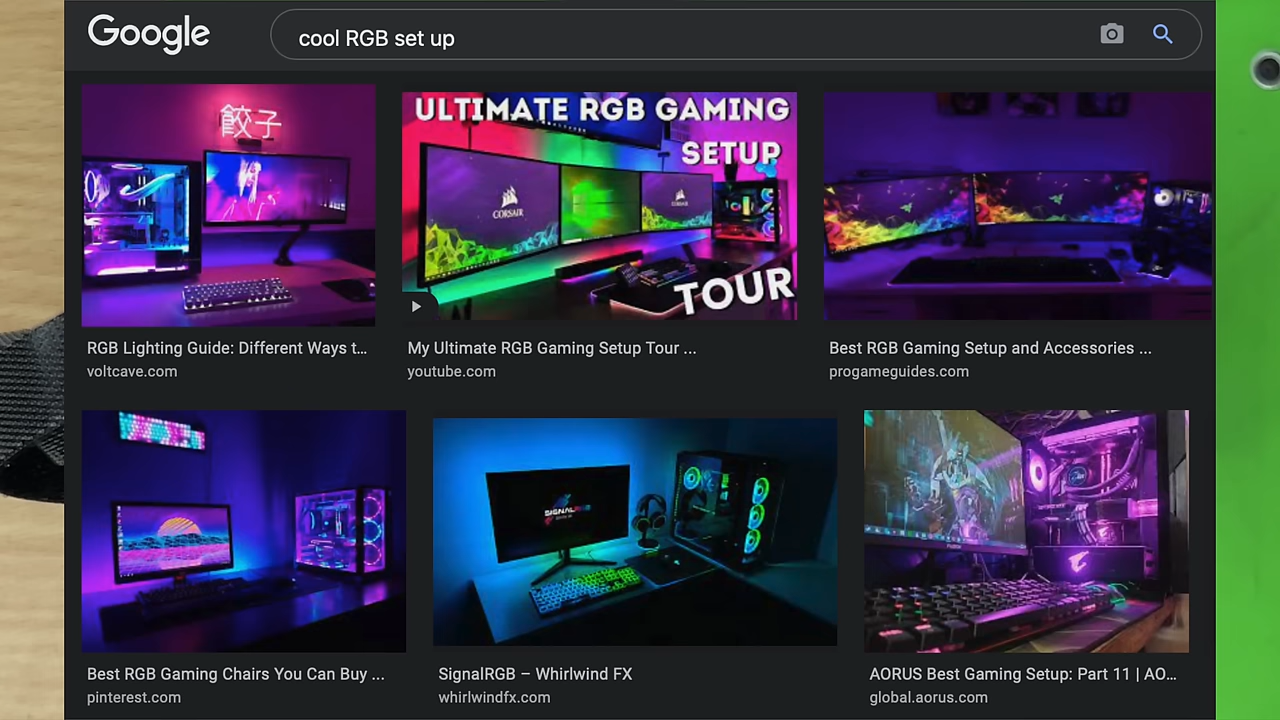 Google
cool RGB set up
餃子
ULTIMATE RGB GAMING
SETUP
CORSAIR
TOUR
RGB Lighting Guide: Different Ways t...
voltcave.com
My Ultimate RGB Gaming Setup Tour ...
youtube.com
Best RGB Gaming Setup and Accessories ...
progameguides.com
SIGNALRGB
Best RGB Gaming Chairs You Can Buy ...
pinterest.com
SignalRGB – Whirlwind FX
whirlwindfx.com
AORUS Best Gaming Setup: Part 11 | AO...
global.aorus.com